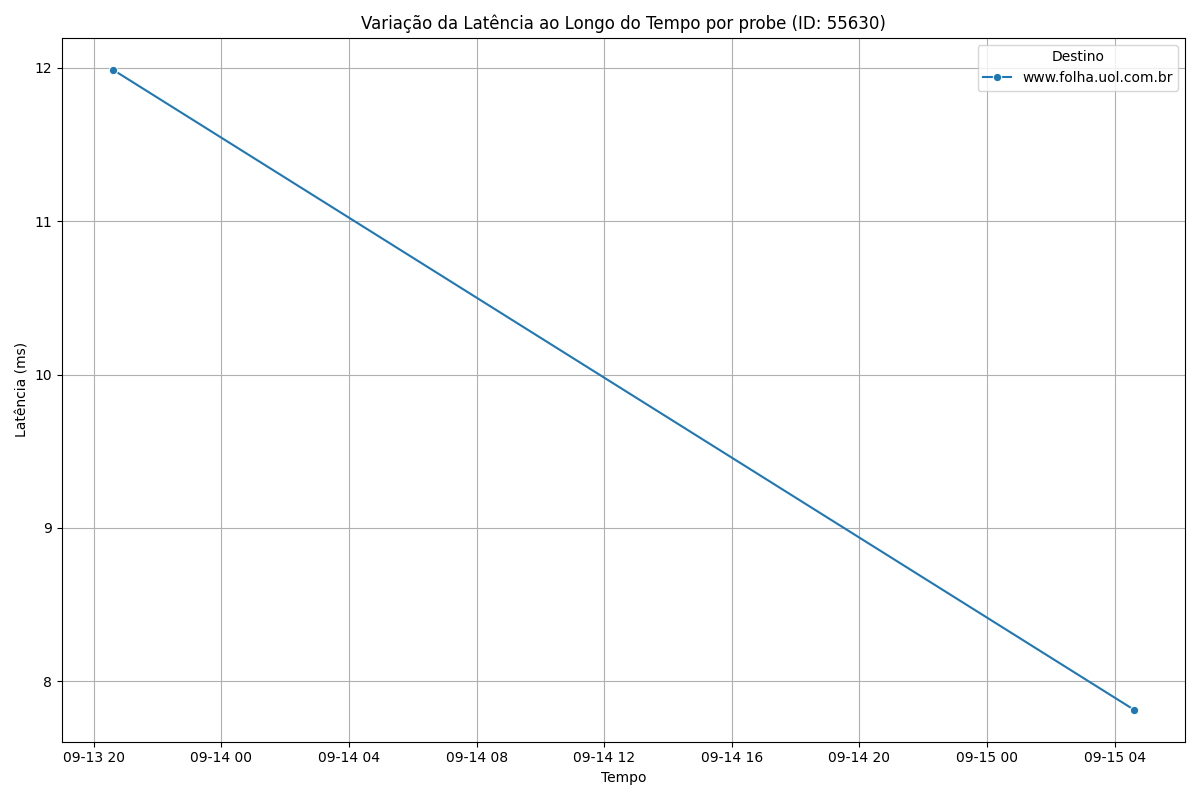 Variação da Latência ao Longo do Tempo por probe (ID: 55630)
Destino
www.folha.uol.com.br
Latência (ms)
12
11
10
9
8
09-13 20
09-14 00
09-14 04
09-14 08
09-14 12
09-14 16
09-14 20
09-15 00
09-15 04
Tempo